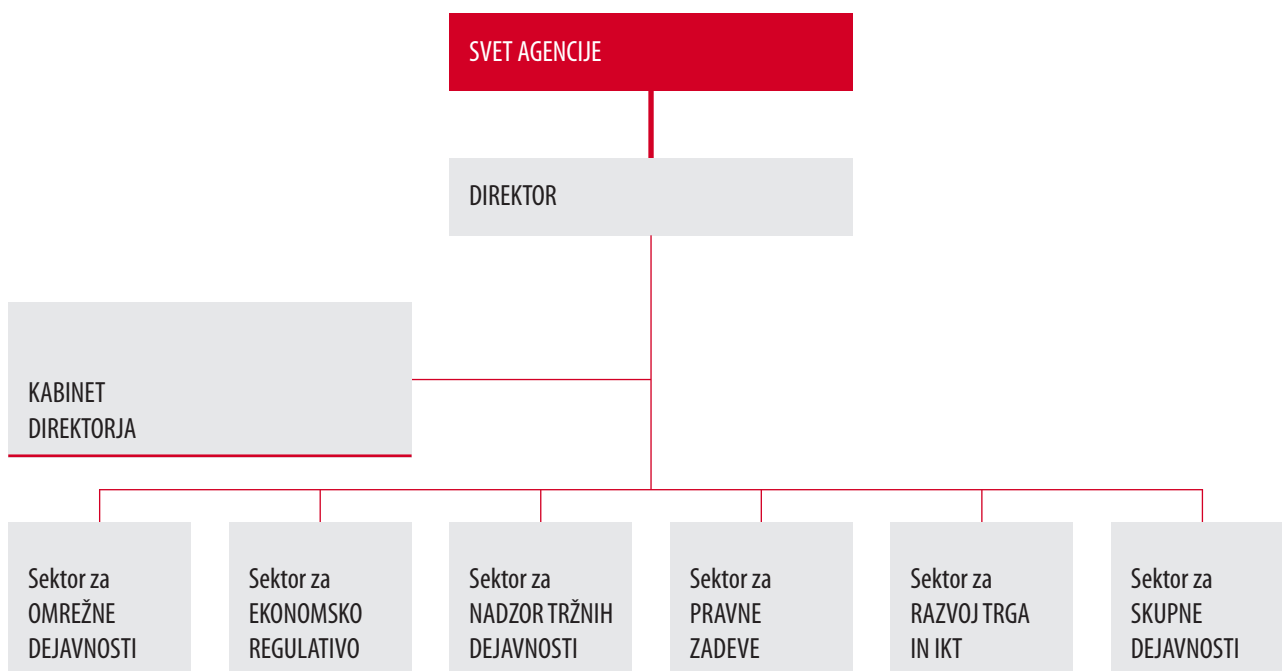 SVET AGENCIJE
DIREKTOR
KABINET
DIREKTORJA
Sektor za
OMREŽNE
DEJAVNOSTI
Sektor za
EKONOMSKO
REGULATIVO
Sektor za
NADZOR TRŽNIH
DEJAVNOSTI
Sektor za
PRAVNE
ZADEVE
Sektor za
RAZVOJ TRGA
IN IKT
Sektor za
SKUPNE
DEJAVNOSTI